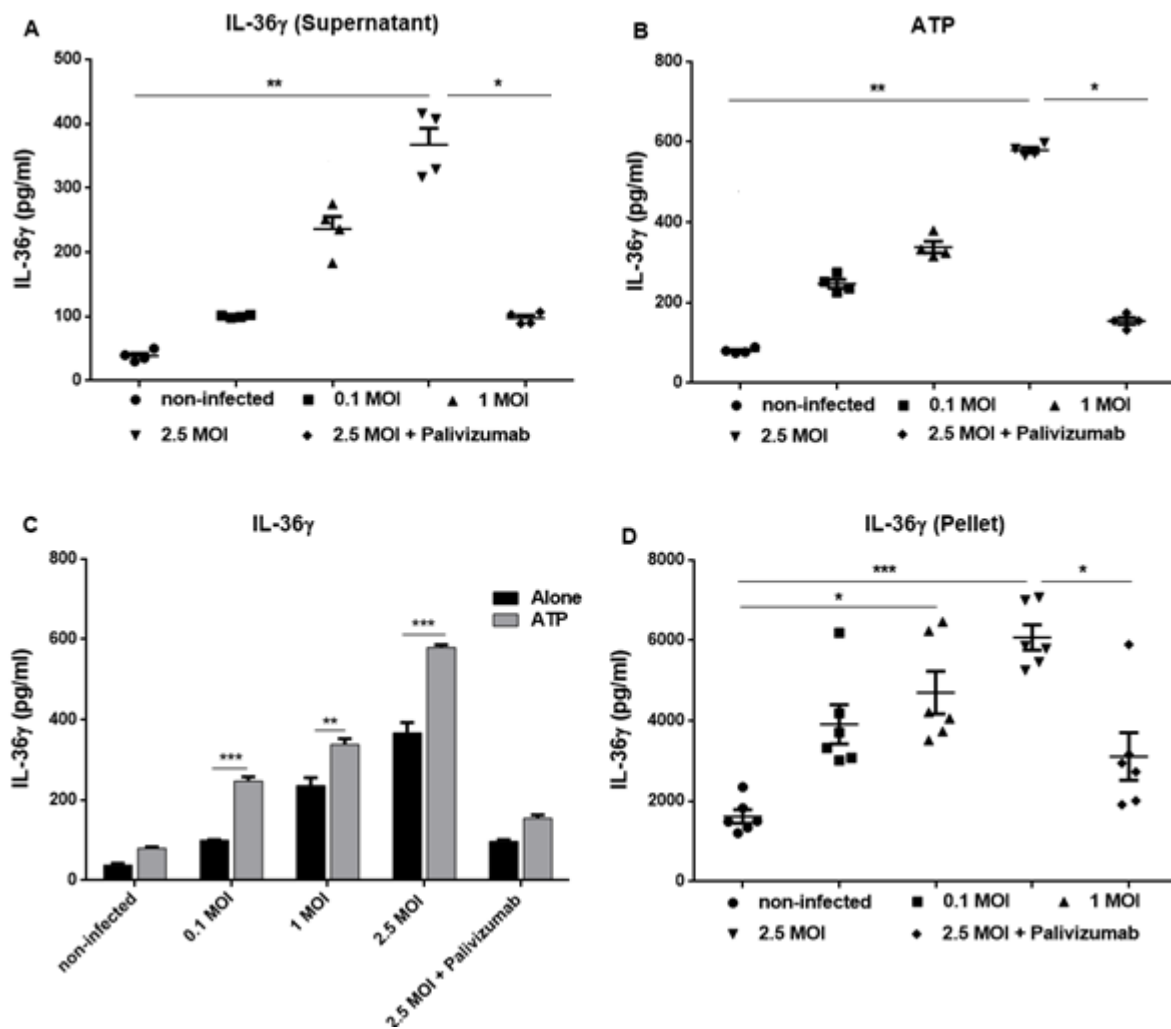 A
IL-36γ (Supernatant)
IL-36γ (pg/ml)
500
400
300
200
100
0
**
*
non-infected
0.1 MOI
1 MOI
2.5 MOI
2.5 MOI + Palivizumab
B
ATP
IL-36γ (pg/ml)
800
600
400
200
0
**
*
non-infected
0.1 MOI
1 MOI
2.5 MOI
2.5 MOI + Palivizumab
C
IL-36γ
IL-36γ (pg/ml)
800
600
400
200
0
Alone
ATP
***
**
***
non-infected
0.1 MOI
1 MOI
2.5 MOI
2.5 MOI + Palivizumab
D
IL-36γ (Pellet)
IL-36γ (pg/ml)
8000
6000
4000
2000
0
***
*
*
non-infected
0.1 MOI
1 MOI
2.5 MOI
2.5 MOI + Palivizumab